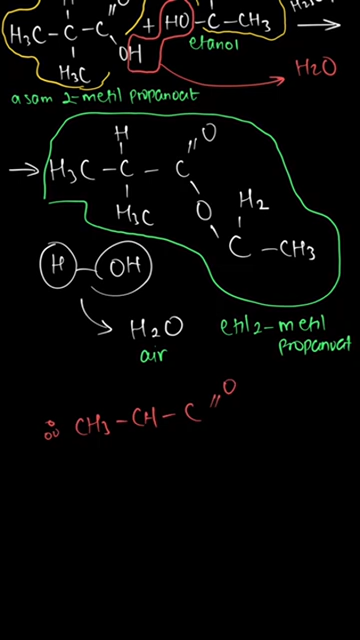 O
H₃C – C – C + HO – C – CH₃ →
OH etanol
H₃C H₂O
asam 2-metil propanoat
H O
→ H₃C – C – C
H₃C O H₂
C – CH₃
H – OH
H₂O etil 2-metil
air propanoat
O
∴ CH₃ – CH – C